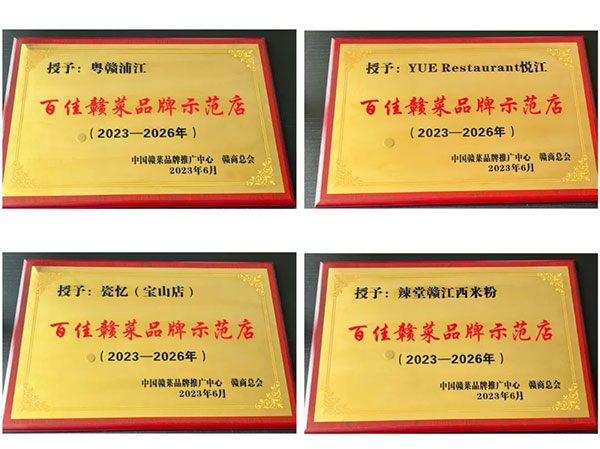 授予：粤赣浦江
百佳赣菜品牌示范店
（2023—2026年）
中国赣菜品牌推广中心 赣商总会
2023年6月
授予：YUE Restaurant悦江
百佳赣菜品牌示范店
（2023—2026年）
中国赣菜品牌推广中心 赣商总会
2023年6月
授予：瓷忆（宝山店）
百佳赣菜品牌示范店
（2023—2026年）
中国赣菜品牌推广中心 赣商总会
2023年6月
授予：辣堂赣江西米粉
百佳赣菜品牌示范店
（2023—2026年）
中国赣菜品牌推广中心 赣商总会
2023年6月